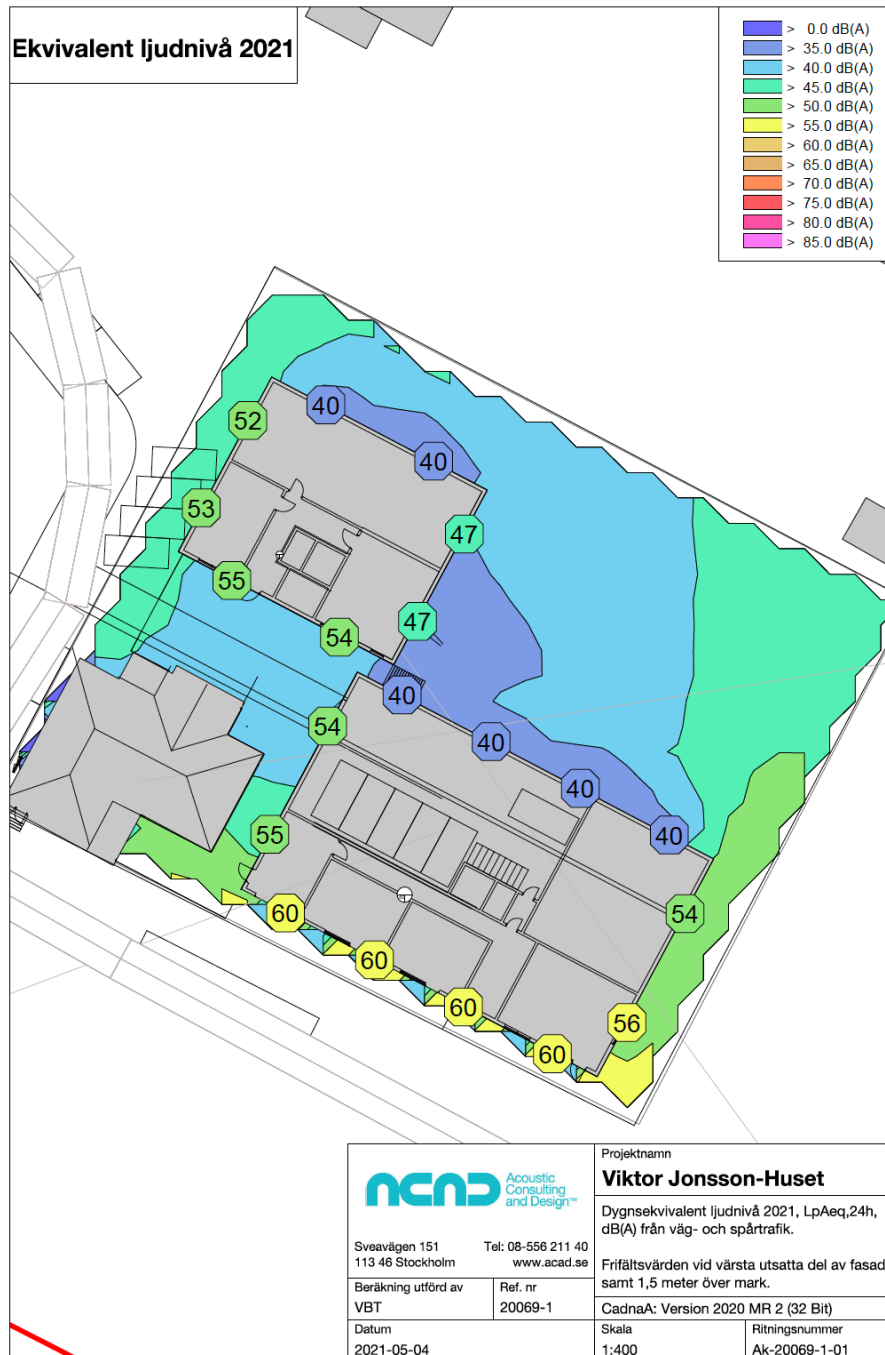 Ekvivalent ljudnivå 2021
> 0.0 dB(A)
> 35.0 dB(A)
> 40.0 dB(A)
> 45.0 dB(A)
> 50.0 dB(A)
> 55.0 dB(A)
> 60.0 dB(A)
> 65.0 dB(A)
> 70.0 dB(A)
> 75.0 dB(A)
> 80.0 dB(A)
> 85.0 dB(A)
40
52
40
53
47
55
47
54
40
54
40
40
55
40
60
54
60
60
56
60
ACAD
Acoustic
Consulting
and Design™
Sveavägen 151 Tel: 08-556 211 40
113 46 Stockholm www.acad.se
Beräkning utförd av
VBT
Ref. nr
20069-1
Datum
2021-05-04
Projektnamn
Viktor Jonsson-Huset
Dygnsekvivalent ljudnivå 2021, LpAeq,24h,
dB(A) från väg- och spårtrafik.
Frifältsvärden vid värsta utsatta del av fasad
samt 1,5 meter över mark.
CadnaA: Version 2020 MR 2 (32 Bit)
Skala
1:400
Ritningsnummer
Ak-20069-1-01